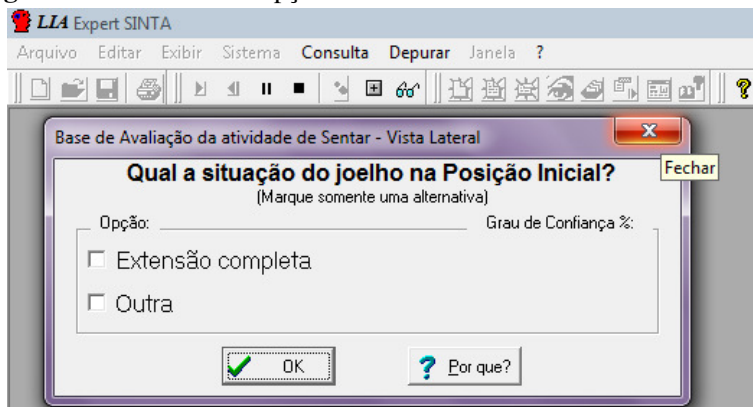 LIA Expert SINTA
Arquivo Editar Exibir Sistema Consulta Depurar Janela ?
Base de Avaliação da atividade de Sentar - Vista Lateral
Fechar
Qual a situação do joelho na Posição Inicial?
(Marque somente uma alternativa)
Opção: Grau de Confiança %:
Extensão completa
Outra
OK ? Por que?